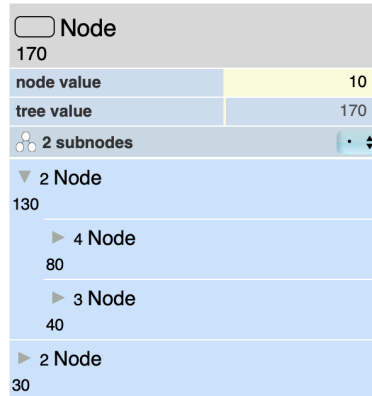 Node
170
node value 10
tree value 170
2 subnodes
2 Node
130
4 Node
80
3 Node
40
2 Node
30